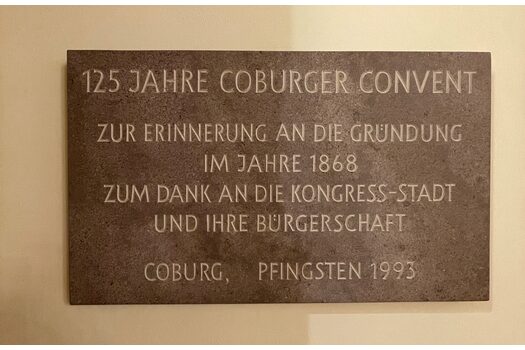 125 JAHRE COBURGER CONVENT
ZUR ERINNERUNG AN DIE GRÜNDUNG
IM JAHRE 1868
ZUM DANK AN DIE KONGRESS-STADT
UND IHRE BÜRGERSCHAFT
COBURG, PFINGSTEN 1993